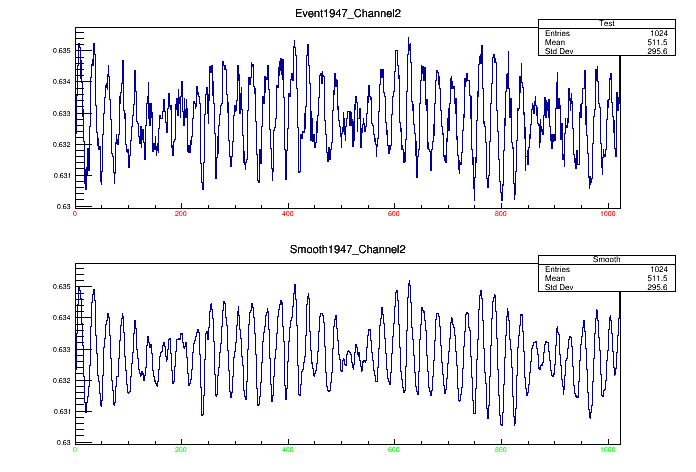 Event1947_Channel2
Test
Entries 1024
Mean 511.5
Std Dev 295.6
0.635
0.634
0.633
0.632
0.631
0.63
0 200 400 600 800 1000
Smooth1947_Channel2
Smooth
Entries 1024
Mean 511.5
Std Dev 295.6
0.635
0.634
0.633
0.632
0.631
0.63
0 200 400 600 800 1000